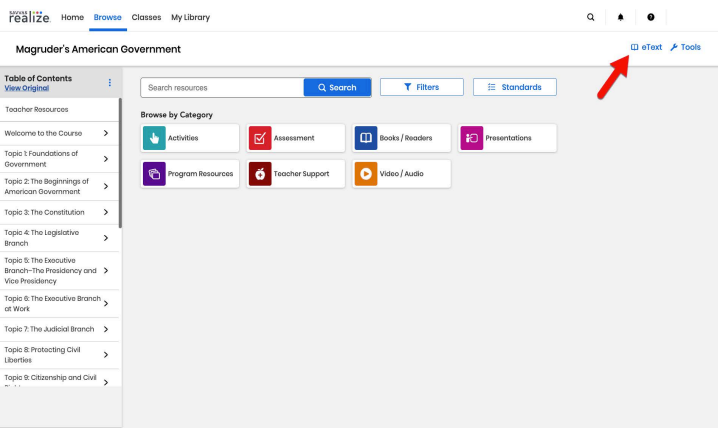 savvas
realize. Home Browse Classes My Library
Magruder's American Government
eText Tools
Table of Contents
View Original
Teacher Resources
Welcome to the Course
Topic 1: Foundations of
Government
Topic 2: The Beginnings of
American Government
Topic 3: The Constitution
Topic 4: The Legislative
Branch
Topic 5: The Executive
Branch–The Presidency and
Vice Presidency
Topic 6: The Executive Branch
at Work
Topic 7: The Judicial Branch
Topic 8: Protecting Civil
Liberties
Topic 9: Citizenship and Civil
Search resources Search Filters Standards
Browse by Category
Activities Assessment Books / Readers Presentations
Program Resources Teacher Support Video / Audio